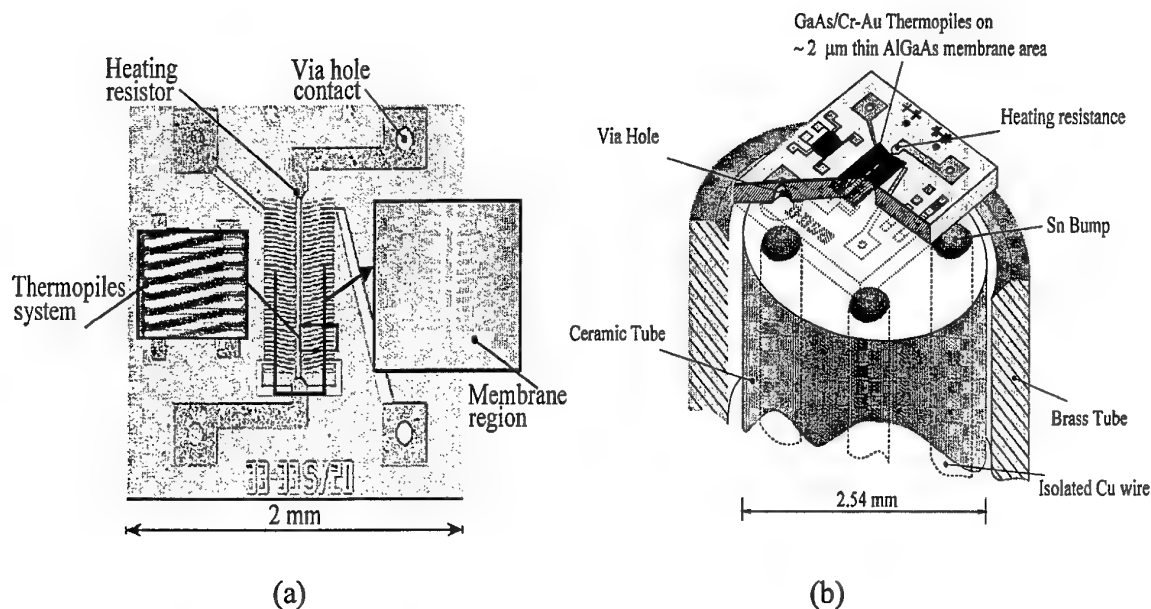 Heating
resistor
Via hole
contact
Thermopiles
system
Membrane
region
2 mm
(a)
GaAs/Cr-Au Thermopiles on
~ 2 μm thin AlGaAs membrane area
Via Hole
Heating resistance
Sn Bump
Ceramic Tube
Brass Tube
Isolated Cu wire
2.54 mm
(b)